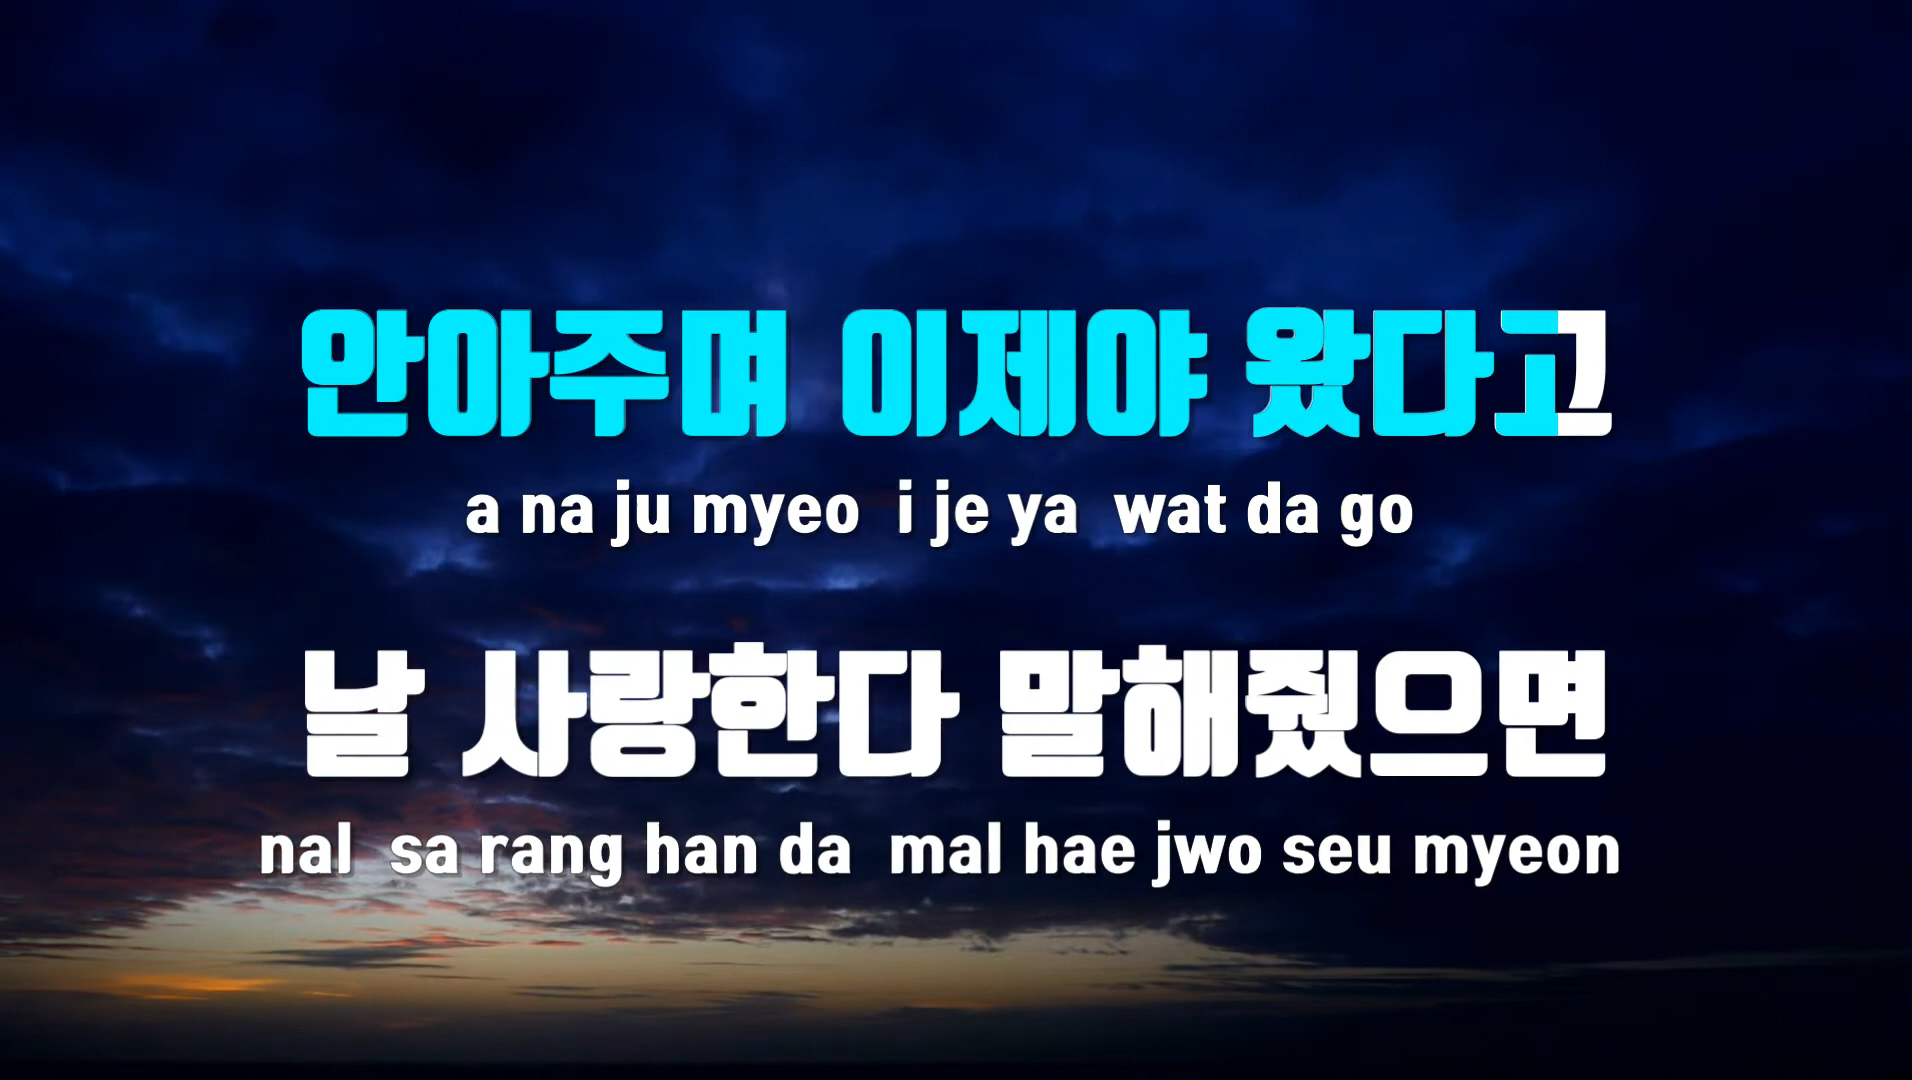 안아주며 이제야 왔다고
a na ju myeo i je ya wat da go
날 사랑한다 말해줬으면
nal sa rang han da mal hae jwo seu myeon